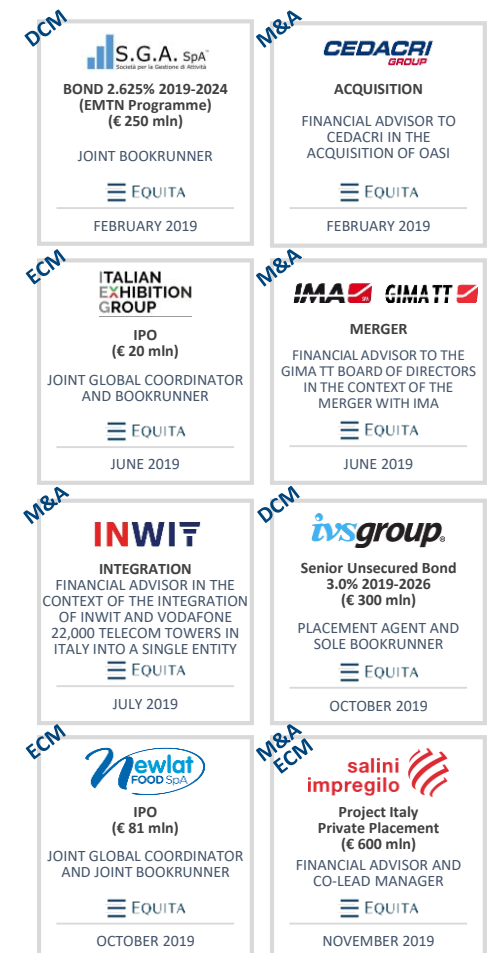 DCM
S.G.A. SpA
Società per la Gestione di Attività
BOND 2.625% 2019-2024
(EMTN Programme)
(€ 250 mln)
JOINT BOOKRUNNER
EQUITA
FEBRUARY 2019
M&A
CEDACRI
GROUP
ACQUISITION
FINANCIAL ADVISOR TO
CEDACRI IN THE
ACQUISITION OF OASI
EQUITA
FEBRUARY 2019
ECM
ITALIAN
EXHIBITION
GROUP
IPO
(€ 20 mln)
JOINT GLOBAL COORDINATOR
AND BOOKRUNNER
EQUITA
JUNE 2019
M&A
IMA GIMA TT
MERGER
FINANCIAL ADVISOR TO THE
GIMA TT BOARD OF DIRECTORS
IN THE CONTEXT OF THE
MERGER WITH IMA
EQUITA
JUNE 2019
M&A
INWIT
INTEGRATION
FINANCIAL ADVISOR IN THE
CONTEXT OF THE INTEGRATION
OF INWIT AND VODAFONE
22,000 TELECOM TOWERS IN
ITALY INTO A SINGLE ENTITY
EQUITA
JULY 2019
DCM
ivsgroup
Senior Unsecured Bond
3.0% 2019-2026
(€ 300 mln)
PLACEMENT AGENT AND
SOLE BOOKRUNNER
EQUITA
OCTOBER 2019
ECM
Newlat
FOOD SpA
IPO
(€ 81 mln)
JOINT GLOBAL COORDINATOR
AND JOINT BOOKRUNNER
EQUITA
OCTOBER 2019
M&A
ECM
salini
impregilo
Project Italy
Private Placement
(€ 600 mln)
FINANCIAL ADVISOR AND
CO-LEAD MANAGER
EQUITA
NOVEMBER 2019